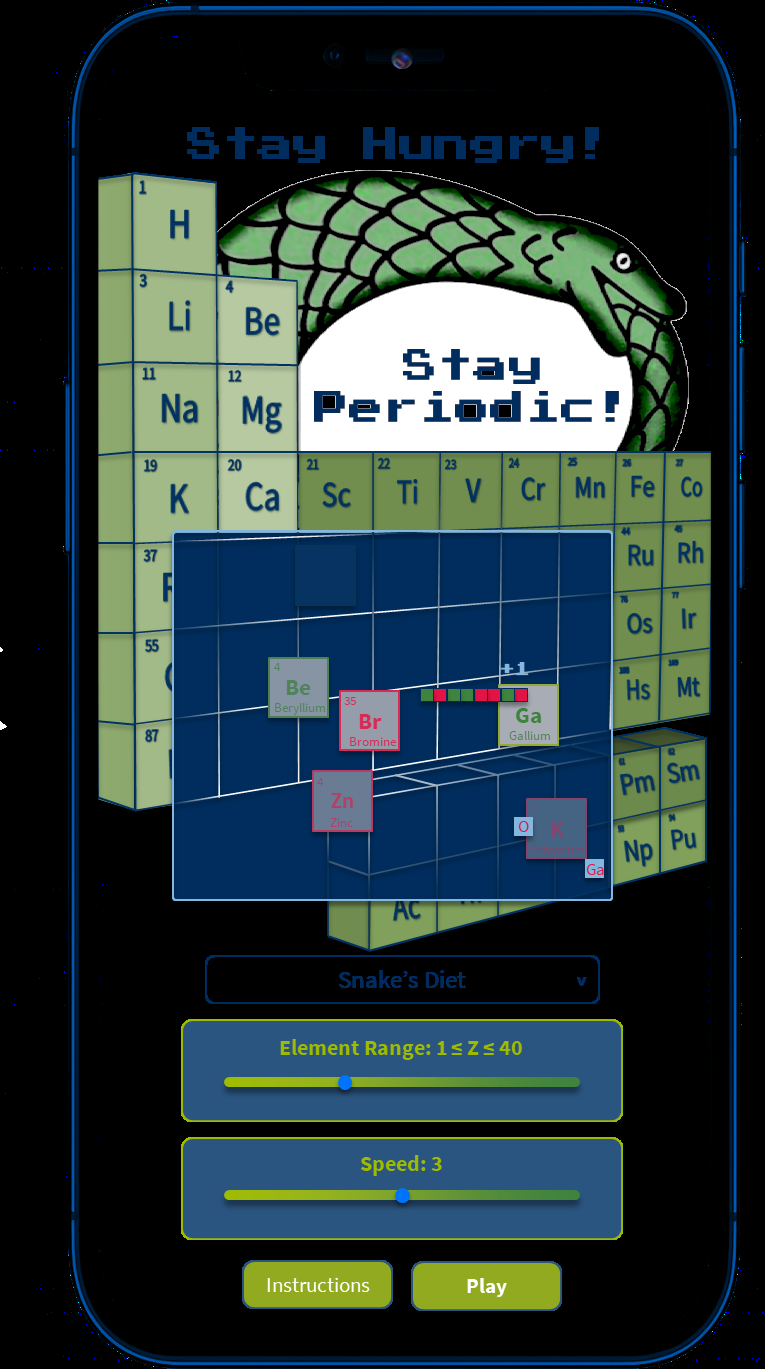 Stay Hungry!
1
H
3
Li
4
Be
Stay
Periodic!
11
Na
12
Mg
19
K
20
Ca
21
Sc
22
Ti
23
V
24
Cr
25
Mn
26
Fe
27
Co
37
44
Ru
45
Rh
55
76
Os
77
Ir
4
Be
Beryllium
35
Br
Bromine
+1
Ga
Gallium
108
Hs
109
Mt
87
Zn
Zinc
O
K
Ga
61
Pm
62
Sm
93
Np
94
Pu
Ac
Snake's Diet v
Element Range: 1 ≤ Z ≤ 40
Speed: 3
Instructions
Play